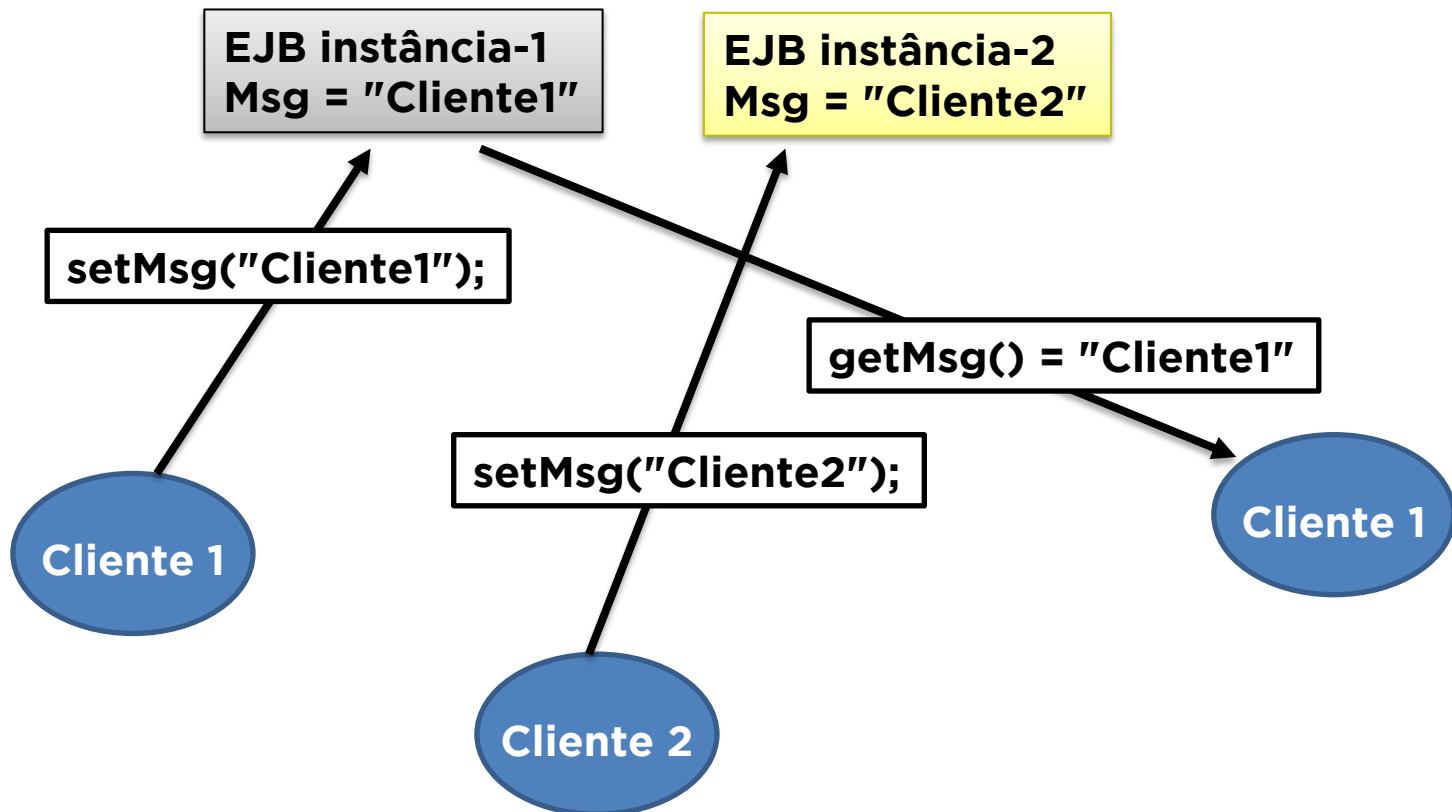 EJB instância-1
Msg = "Cliente1"
EJB instância-2
Msg = "Cliente2"
setMsg("Cliente1");
getMsg() = "Cliente1"
setMsg("Cliente2");
Cliente 1
Cliente 1
Cliente 2